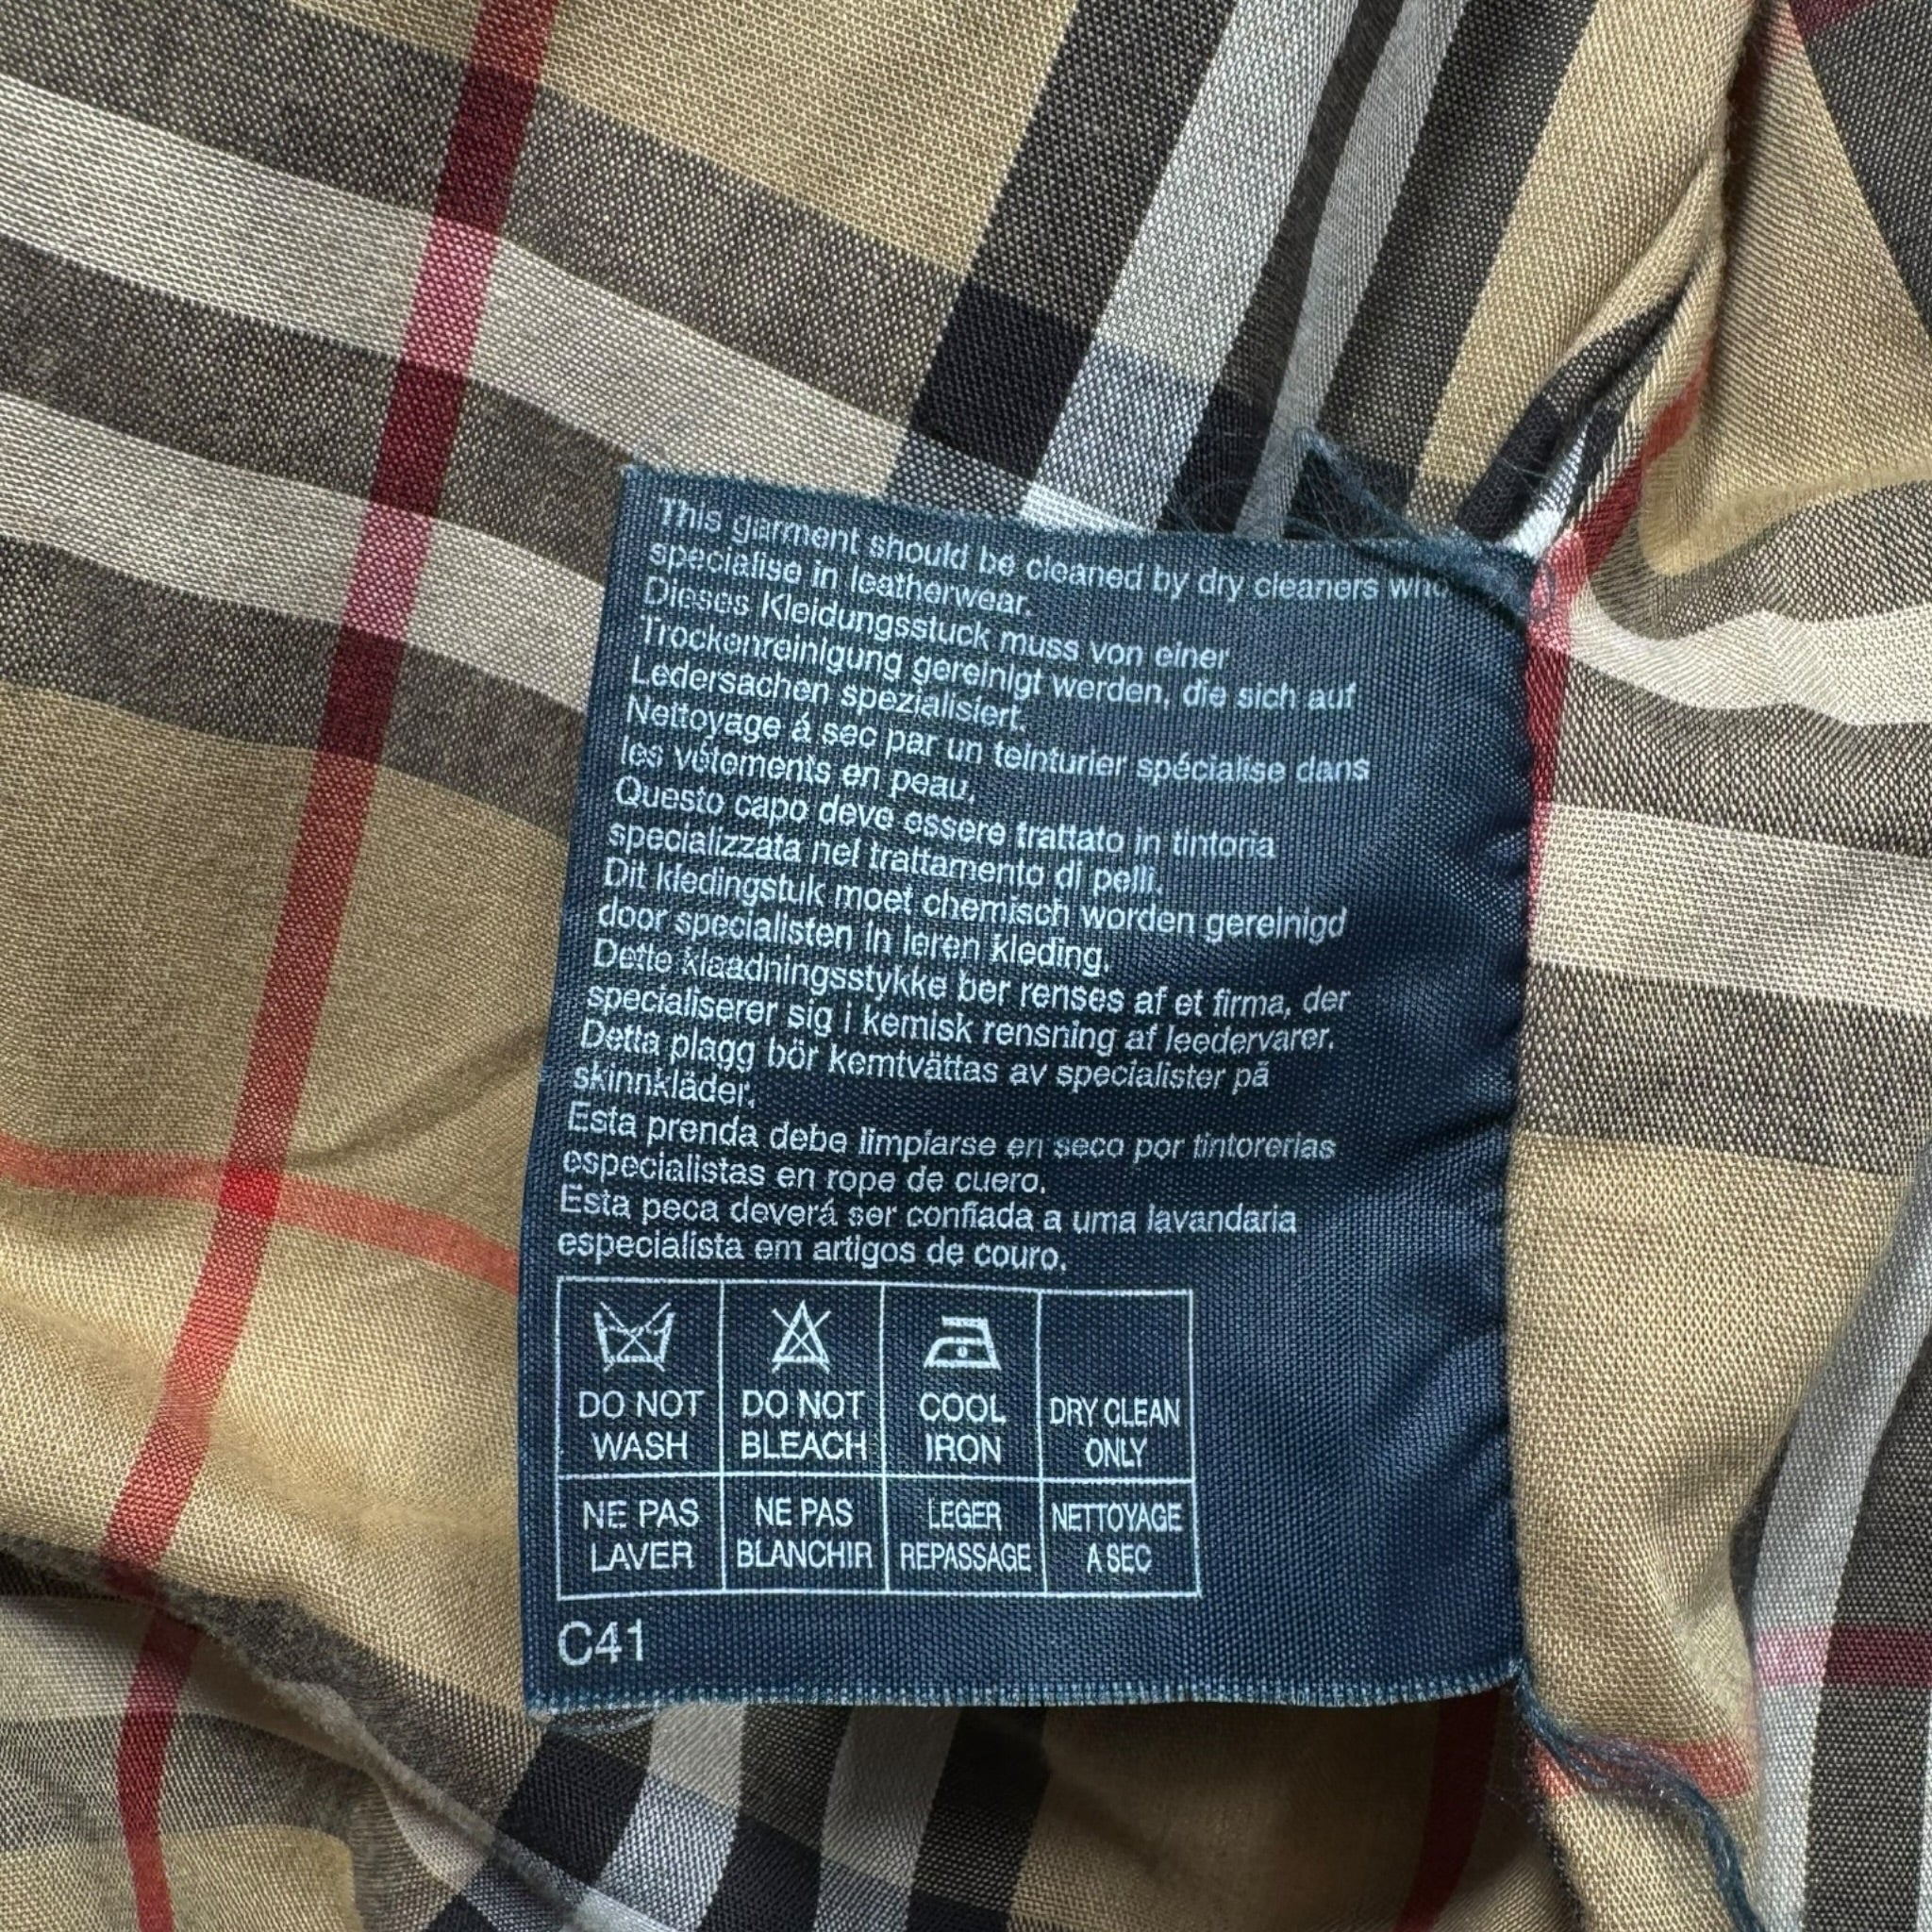 This garment should be cleaned by dry cleaners who
specialise in leatherwear.
Dieses Kleidungsstuck muss von einer
Trockenreinigung gereinigt werden, die sich auf
Ledersachen spezialisiert.
Nettoyage á sec par un teinturier spécialise dans
les vêtements en peau.
Questo capo deve essere trattato in tintoria
specializzata nel trattamento di pelli.
Dit kledingstuk moet chemisch worden gereinigd
door specialisten in leren kleding.
Dette klaadningsstykke ber renses af et firma, der
specialiserer sig i kemisk rensning af leedervarer.
Detta plagg bör kemtvättas av specialister på
skinnkläder.
Esta prenda debe limpiarse en seco por tintorerias
especialistas en rope de cuero.
Esta peca deverá ser confiada a uma lavandaria
especialista em artigos de couro.
DO NOT WASH
DO NOT BLEACH
COOL IRON
DRY CLEAN ONLY
NE PAS LAVER
NE PAS BLANCHIR
LEGER REPASSAGE
NETTOYAGE A SEC
C41